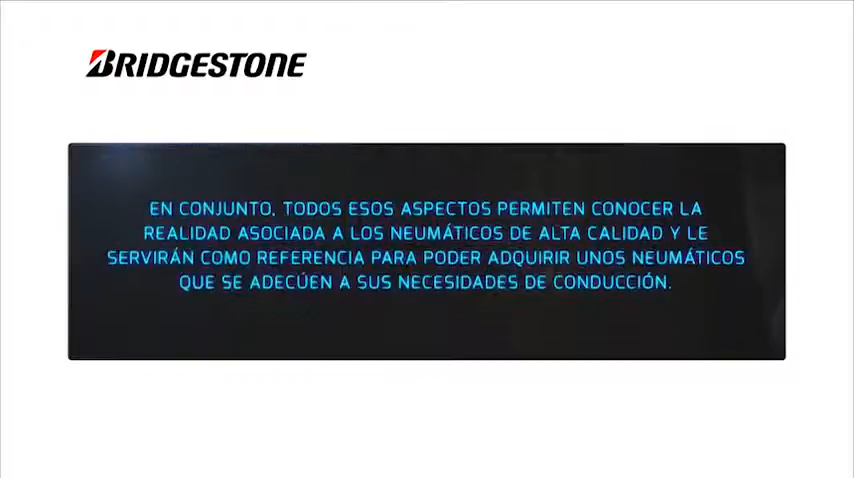 BRIDGESTONE
EN CONJUNTO, TODOS ESOS ASPECTOS PERMITEN CONOCER LA
REALIDAD ASOCIADA A LOS NEUMÁTICOS DE ALTA CALIDAD Y LE
SERVIRÁN COMO REFERENCIA PARA PODER ADQUIRIR UNOS NEUMÁTICOS
QUE SE ADECÚEN A SUS NECESIDADES DE CONDUCCIÓN.